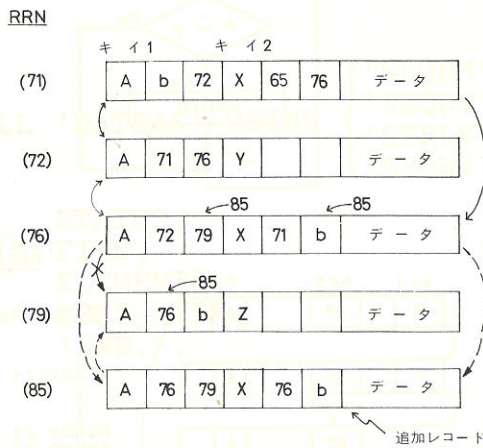 RRN
キイ1 キイ2
(71) A b 72 X 65 76 データ
(72) A 71 76 Y データ
85 85
(76) A 72 79 X 71 b データ
85
(79) A 76 b Z データ
(85) A 76 79 X 76 b データ
追加レコード